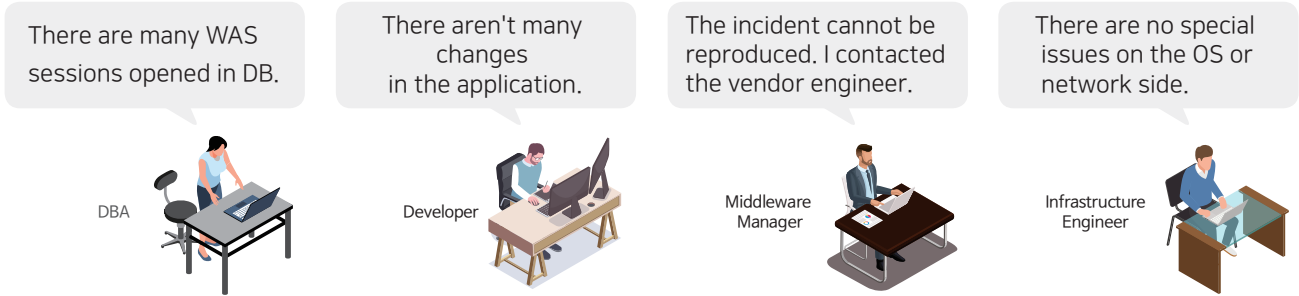 There are many WAS
sessions opened in DB.
There aren't many
changes
in the application.
The incident cannot be
reproduced. I contacted
the vendor engineer.
There are no special
issues on the OS or
network side.
DBA
Developer
Middleware
Manager
Infrastructure
Engineer